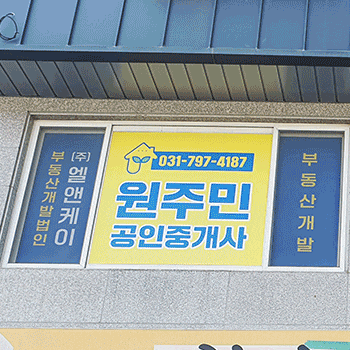 부동산개발법인
(주)엘앤케이
031-797-4187
원주민
공인중개사
부동산개발